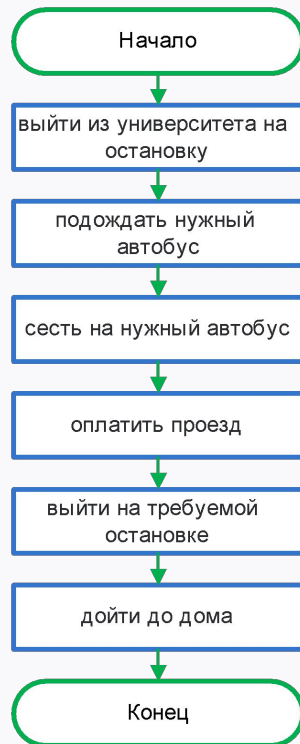 Начало
выйти из университета на
остановку
подождать нужный
автобус
сесть на нужный автобус
оплатить проезд
выйти на требуемой
остановке
дойти до дома
Конец